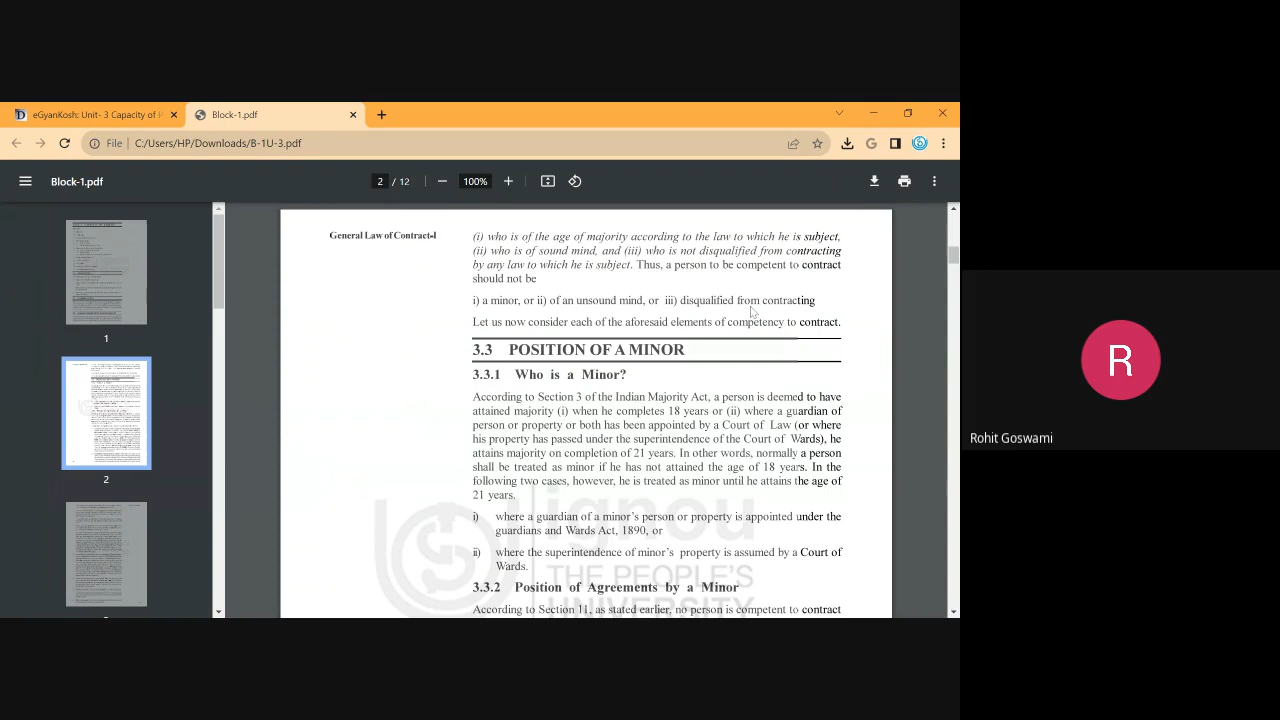 eGyanKosh: Unit- 3 Capacity of P
Block-1.pdf
File
C:/Users/HP/Downloads/B-1U-3.pdf
Block-1.pdf
2 / 12
100%
General Law of Contract-I
(i) who is of the age of majority according to the law to which he is subject,
(ii) who is of sound mind, and (iii) who is not disqualified from contracting
by any law to which he is subject. Thus, a person to be competent to contract
should not be
i) a minor, or ii) of an unsound mind, or iii) disqualified from contracting
Let us now consider each of the aforesaid elements of competency to contract.
3.3 POSITION OF A MINOR
3.3.1 Who is a Minor?
According to Section 3 of the Indian Majority Act, a person is deemed to have
attained majority (i) when he completes 18 years or (ii) where a guardian of
person or property or both has been appointed by a Court of Law (or where
his property is passed under the superintendence of the Court of Wards), he
attains majority on completion of 21 years. In other words, normally a person
shall be treated as minor if he has not attained the age of 18 years. In the
following two cases, however, he is treated as minor until he attains the age of
21 years.
i) where a guardian of a minor's person or property is appointed under the
guardian and Wards Act, 1890, or
ii) where the superintendence of minor's property is assumed by a Court of
Wards.
3.3.2 Position of Agreements by a Minor
According to Section 11, as stated earlier, no person is competent to contract
ignou
THE PEOPLE'S
UNIVERSITY
1
2
R
Rohit Goswami